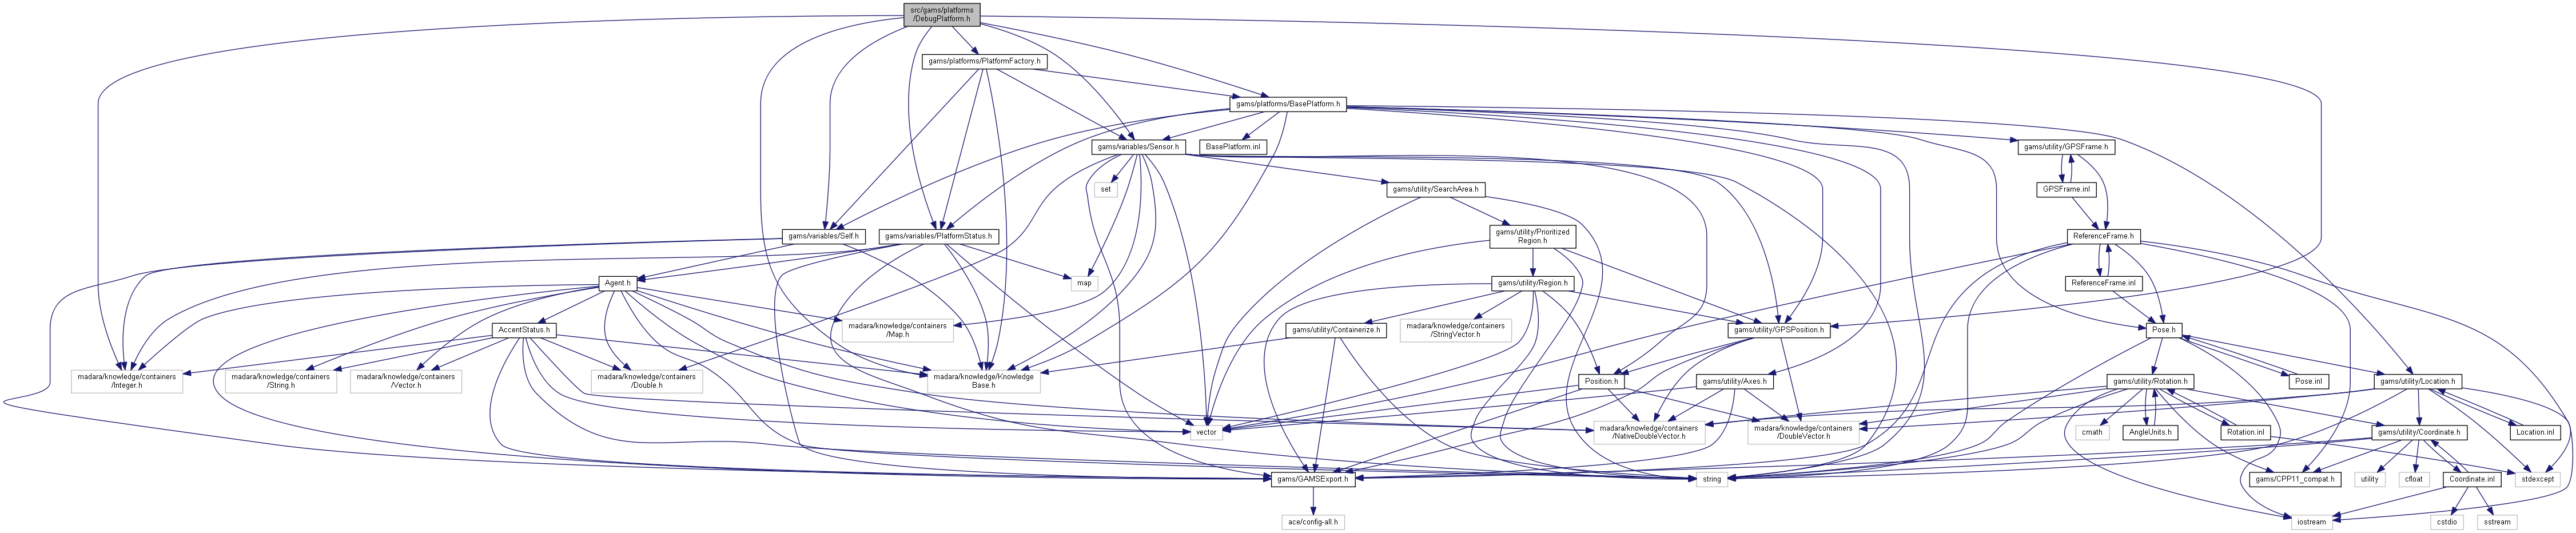 src/gams/platforms
/DebugPlatform.h
gams/platforms/PlatformFactory.h
gams/platforms/BasePlatform.h
gams/variables/Sensor.h
BasePlatform.inl
gams/utility/GPSFrame.h
set
gams/utility/SearchArea.h
GPSFrame.inl
gams/variables/Self.h
gams/variables/PlatformStatus.h
gams/utility/Prioritized
Region.h
ReferenceFrame.h
Agent.h
map
gams/utility/Region.h
ReferenceFrame.inl
AccentStatus.h
madara/knowledge/containers
/Map.h
gams/utility/Containerize.h
madara/knowledge/containers
/StringVector.h
gams/utility/GPSPosition.h
Pose.h
madara/knowledge/containers
/Integer.h
madara/knowledge/containers
/String.h
madara/knowledge/containers
/Vector.h
madara/knowledge/containers
/Double.h
madara/knowledge/Knowledge
Base.h
Position.h
gams/utility/Axes.h
gams/utility/Rotation.h
Pose.inl
gams/utility/Location.h
vector
madara/knowledge/containers
/NativeDoubleVector.h
madara/knowledge/containers
/DoubleVector.h
cmath
AngleUnits.h
Rotation.inl
gams/utility/Coordinate.h
Location.inl
gams/GAMSExport.h
string
gams/CPP11_compat.h
utility
cfloat
Coordinate.inl
stdexcept
ace/config-all.h
iostream
cstdio
sstream